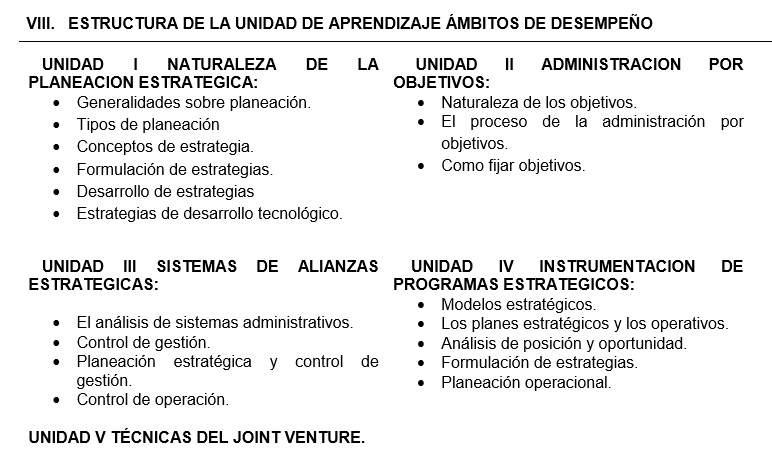 VIII. ESTRUCTURA DE LA UNIDAD DE APRENDIZAJE ÁMBITOS DE DESEMPEÑO
UNIDAD I NATURALEZA DE LA
PLANEACION ESTRATEGICA:
• Generalidades sobre planeación.
• Tipos de planeación
• Conceptos de estrategia.
• Formulación de estrategias.
• Desarrollo de estrategias
• Estrategias de desarrollo tecnológico.
UNIDAD II ADMINISTRACION POR
OBJETIVOS:
• Naturaleza de los objetivos.
• El proceso de la administración por
objetivos.
• Como fijar objetivos.
UNIDAD III SISTEMAS DE ALIANZAS
ESTRATEGICAS:
• El análisis de sistemas administrativos.
• Control de gestión.
• Planeación estratégica y control de
gestión.
• Control de operación.
UNIDAD IV INSTRUMENTACION DE
PROGRAMAS ESTRATEGICOS:
• Modelos estratégicos.
• Los planes estratégicos y los operativos.
• Análisis de posición y oportunidad.
• Formulación de estrategias.
• Planeación operacional.
UNIDAD V TÉCNICAS DEL JOINT VENTURE.